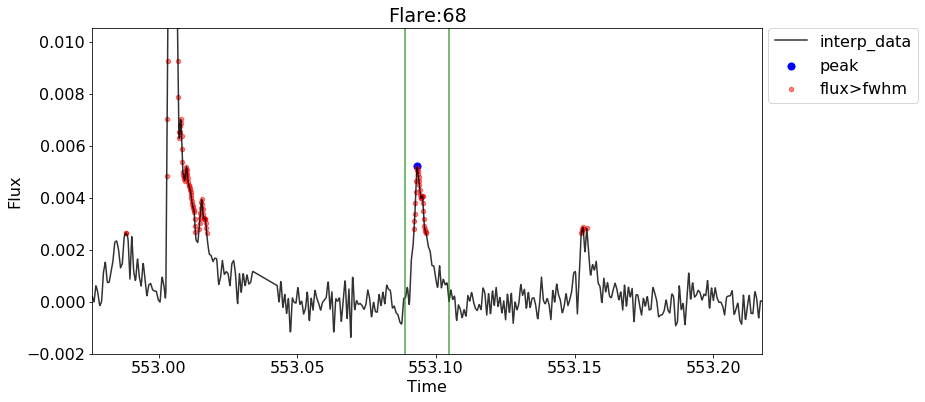 Flare:68
interp_data
peak
flux>fwhm
0.010
0.008
0.006
0.004
0.002
0.000
−0.002
Flux
553.00
553.05
553.10
553.15
553.20
Time